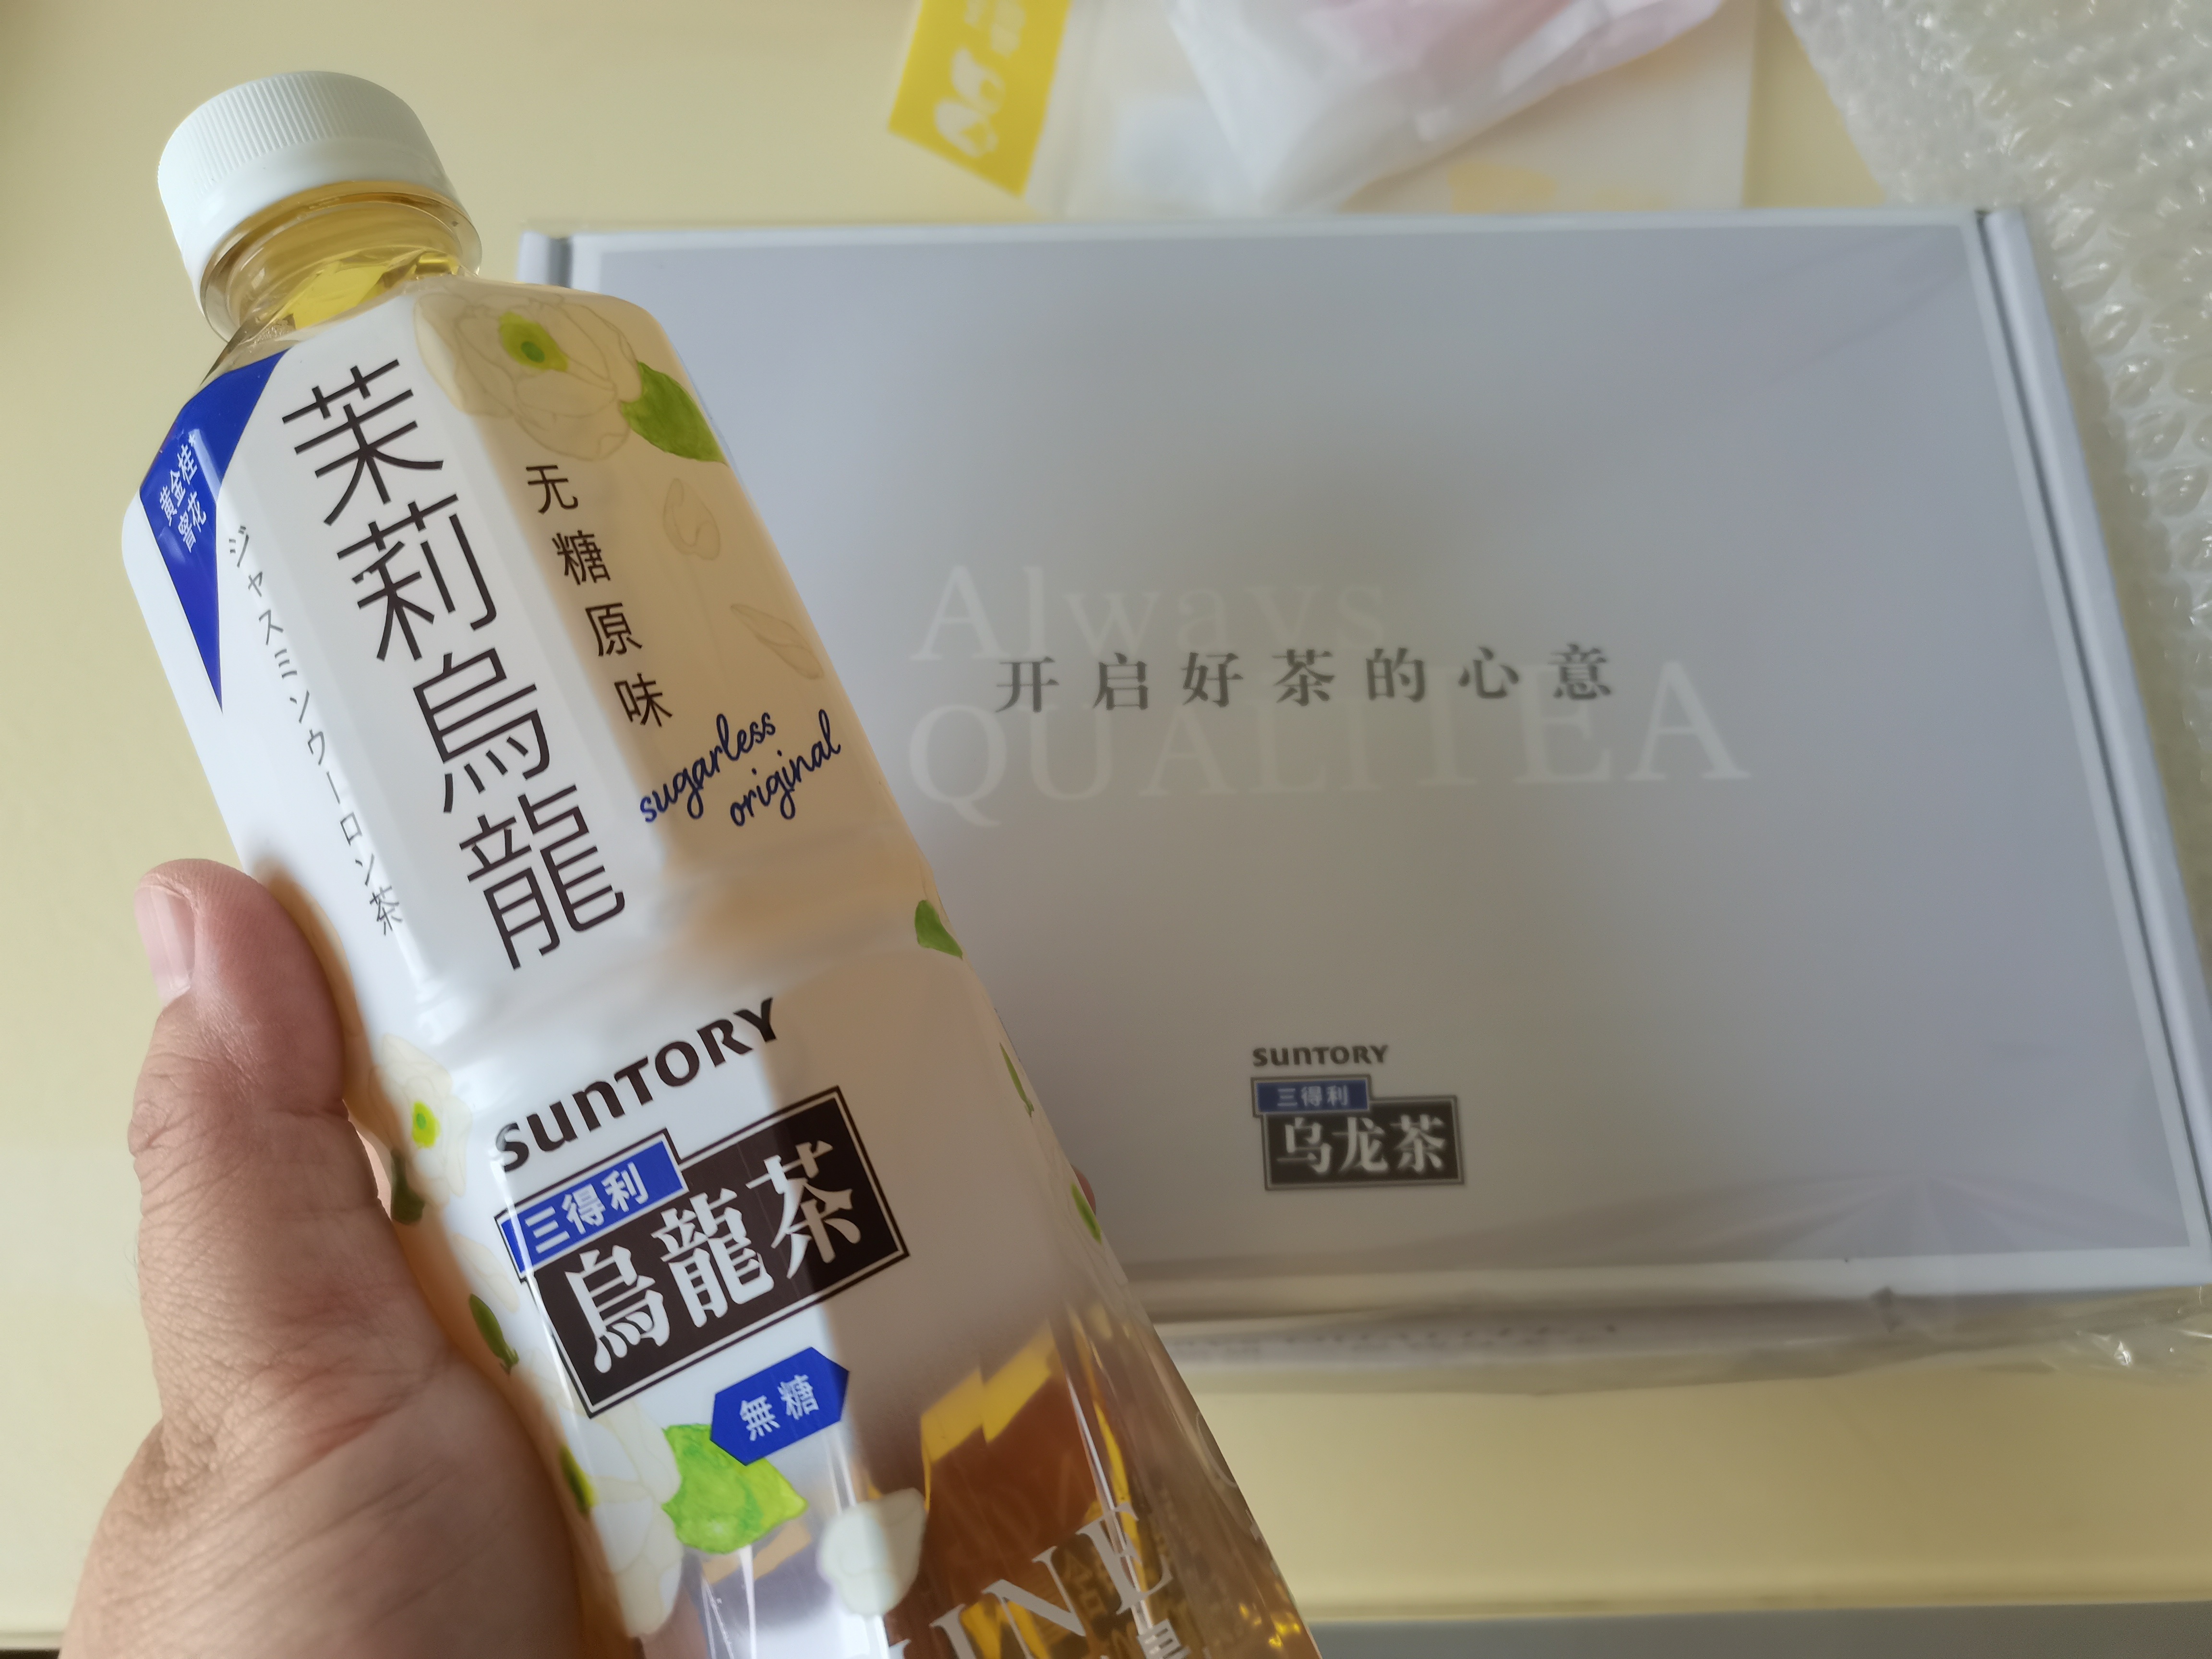 黄金桂
窨花
ジャスミンウーロン茶
茉莉烏龍
无糖原味
sugarless
original
SUNTORY
三得利
烏龍茶
無糖
Always
QUALITEA
开启好茶的心意
SUNTORY
三得利
乌龙茶